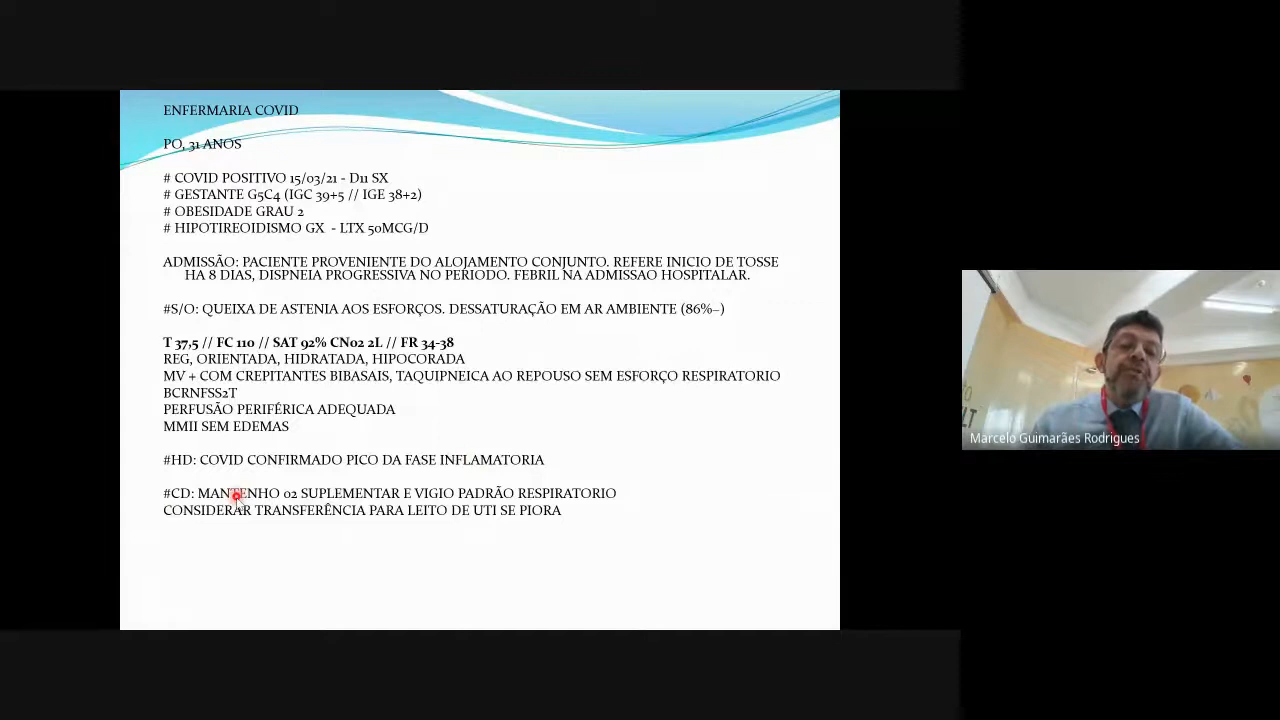 ENFERMARIA COVID
PO, 31 ANOS
# COVID POSITIVO 15/03/21 - D11 SX
# GESTANTE G5C4 (IGC 39+5 // IGE 38+2)
# OBESIDADE GRAU 2
# HIPOTIREOIDISMO GX - LTX 50MCG/D
ADMISSÃO: PACIENTE PROVENIENTE DO ALOJAMENTO CONJUNTO. REFERE INICIO DE TOSSE
HA 8 DIAS, DISPNEIA PROGRESSIVA NO PERIODO. FEBRIL NA ADMISSAO HOSPITALAR.
#S/O: QUEIXA DE ASTENIA AOS ESFORÇOS. DESSATURAÇÃO EM AR AMBIENTE (86%–)
T 37,5 // FC 110 // SAT 92% CN02 2L // FR 34-38
REG, ORIENTADA, HIDRATADA, HIPOCORADA
MV + COM CREPITANTES BIBASAIS, TAQUIPNEICA AO REPOUSO SEM ESFORÇO RESPIRATORIO
BCRNFSS2T
PERFUSÃO PERIFÉRICA ADEQUADA
MMII SEM EDEMAS
#HD: COVID CONFIRMADO PICO DA FASE INFLAMATORIA
#CD: MANTENHO 02 SUPLEMENTAR E VIGIO PADRÃO RESPIRATORIO
CONSIDERAR TRANSFERÊNCIA PARA LEITO DE UTI SE PIORA
Marcelo Guimarães Rodrigues